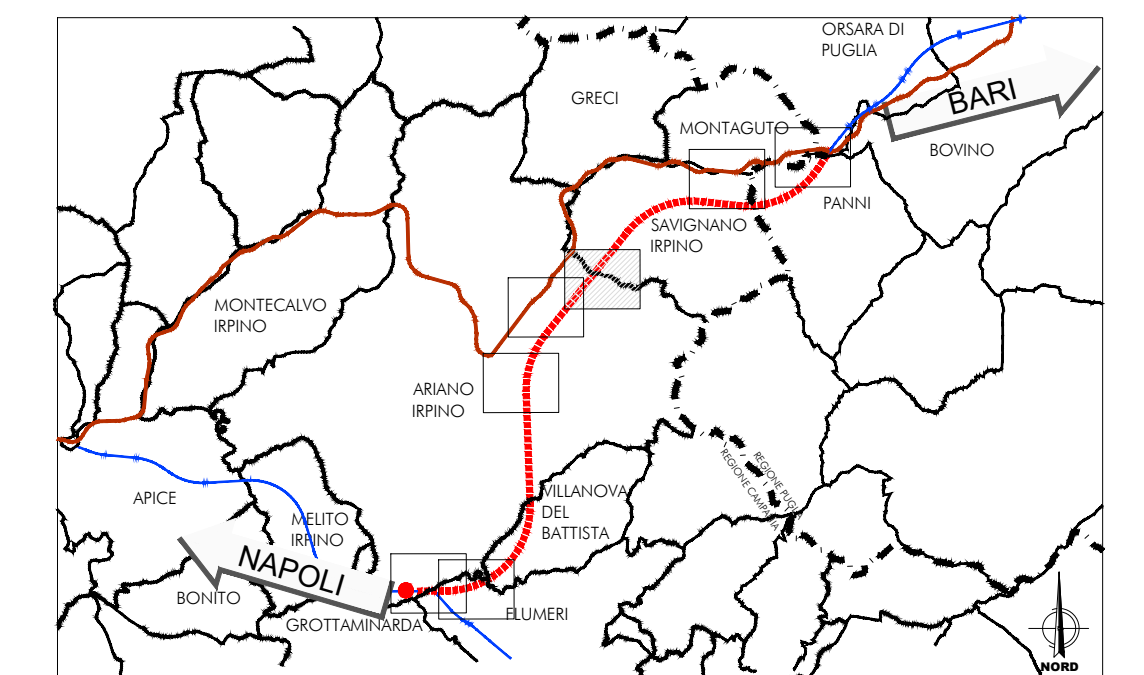 ORSARA DI
PUGLIA
BARI
GRECI
MONTAGUTO
BOVINO
PANNI
SAVIGNANO
IRPINO
MONTECALVO
IRPINO
ARIANO
IRPINO
REGIONE PUGLIA
REGIONE CAMPANIA
APICE
VILLANOVA
DEL
BATTISTA
MELITO
IRPINO
NAPOLI
BONITO
GROTTAMINARDA
FLUMERI
NORD